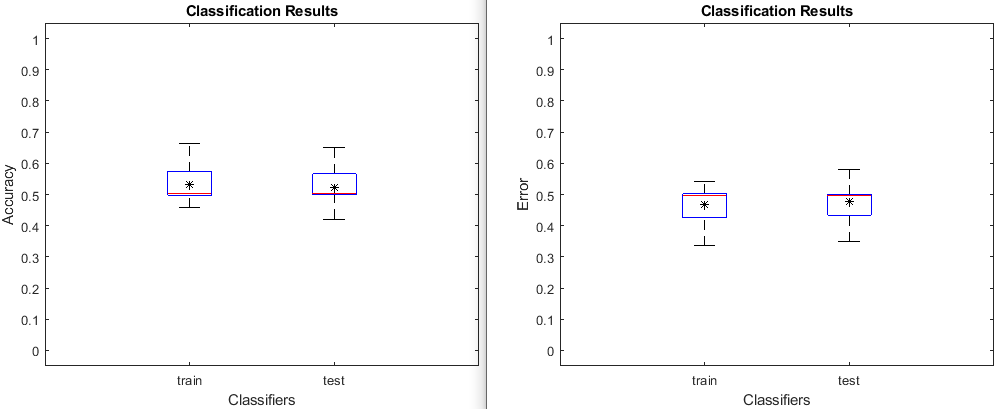 Classification Results
1
0.9
0.8
0.7
0.6
0.5
0.4
0.3
0.2
0.1
0
Accuracy
train test
Classifiers
Classification Results
1
0.9
0.8
0.7
0.6
0.5
0.4
0.3
0.2
0.1
0
Error
train test
Classifiers